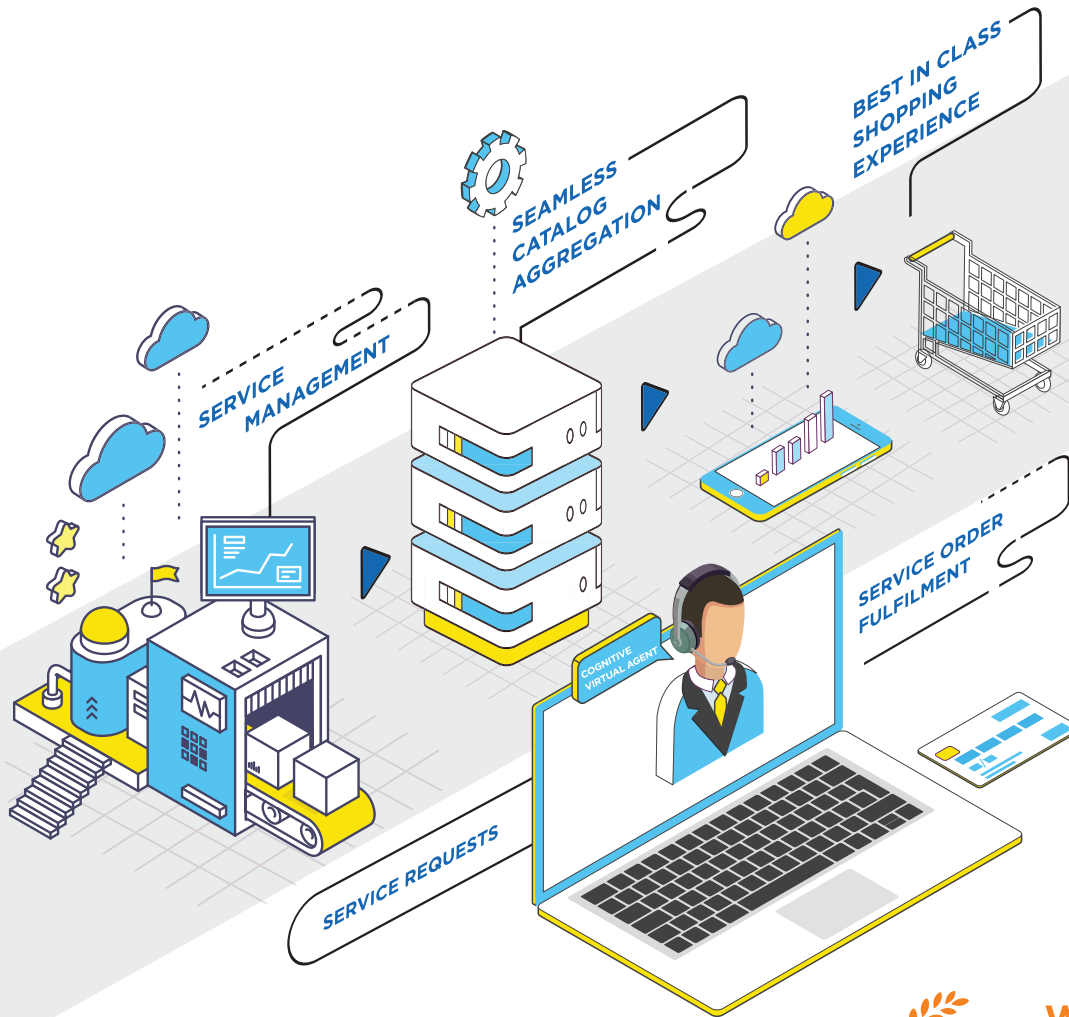 BEST IN CLASS
SHOPPING
EXPERIENCE
SEAMLESS
CATALOG
AGGREGATION
SERVICE
MANAGEMENT
SERVICE ORDER
FULFILMENT
COGNITIVE
VIRTUAL AGENT
SERVICE REQUESTS